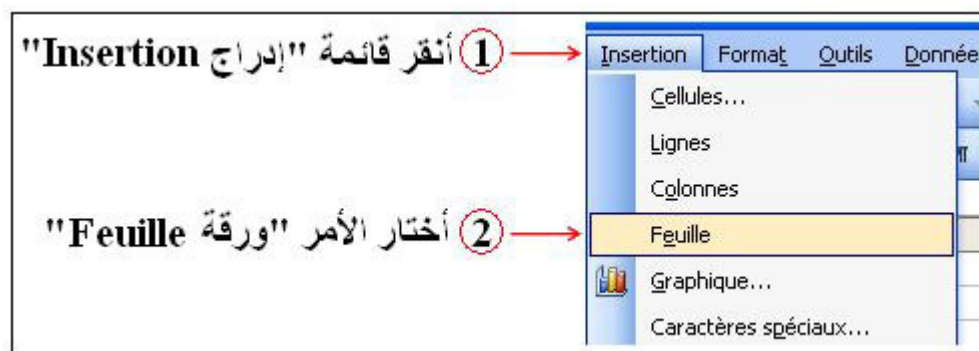 1 أنقر قائمة "إدراج Insertion"
Insertion Format Outils Donnée
Cellules...
Lignes
Colonnes
2 أختار الأمر "ورقة Feuille"
Feuille
Graphique...
Caractères spéciaux...